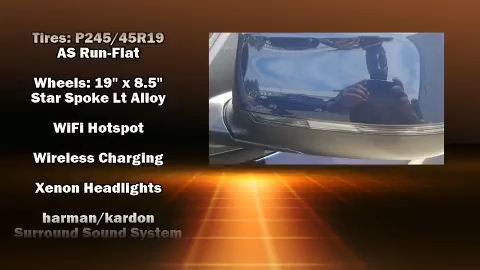 Tires: P245/45R19
AS Run-Flat
Wheels: 19" x 8.5"
Star Spoke Lt Alloy
WiFi Hotspot
Wireless Charging
Xenon Headlights
harman/kardon
Surround Sound System